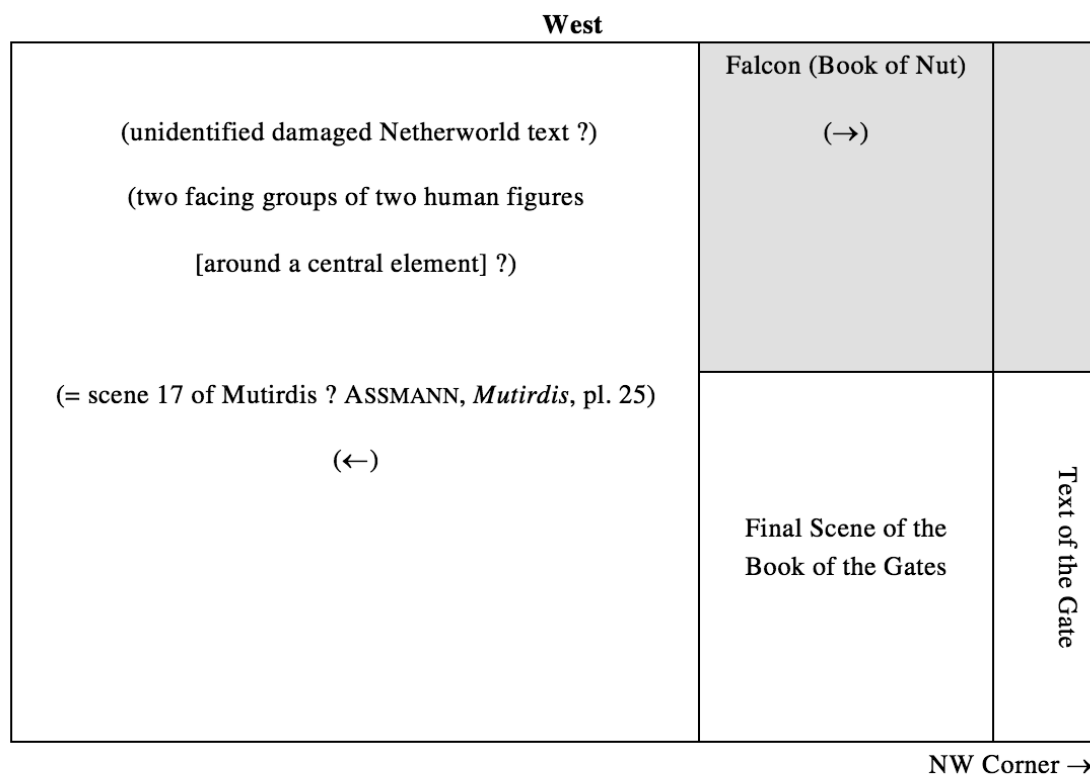 West
(unidentified damaged Netherworld text ?)
(two facing groups of two human figures
[around a central element] ?)
(= scene 17 of Mutirdis ? ASSMANN, Mutirdis, pl. 25)
(←)
Falcon (Book of Nut)
(→)
Final Scene of the
Book of the Gates
Text of the Gate
NW Corner →